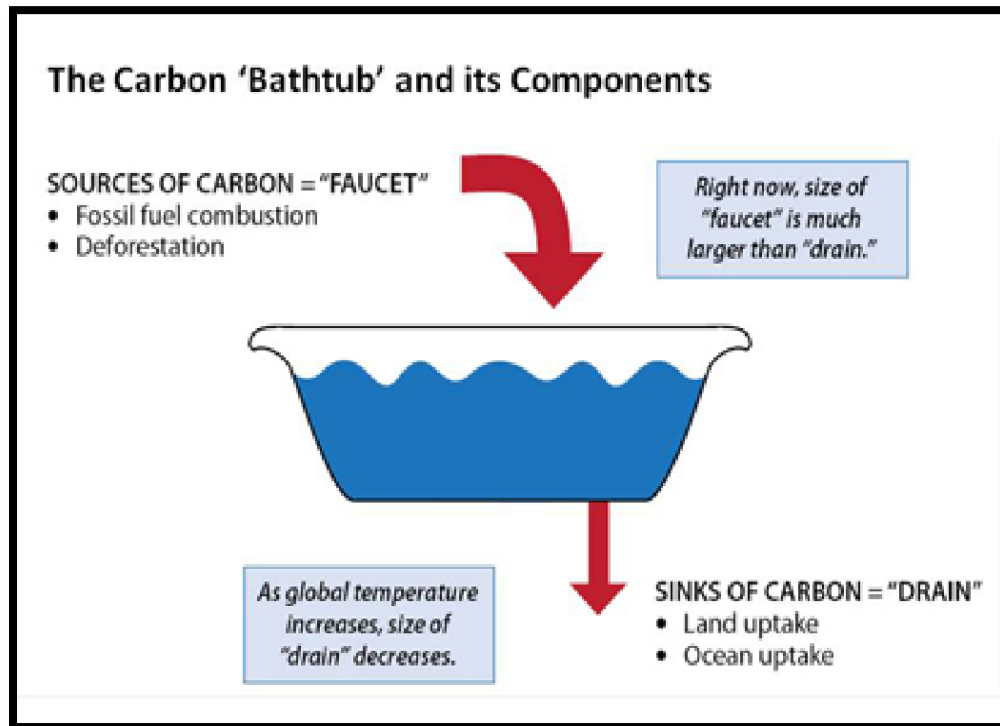 The Carbon ‘Bathtub’ and its Components
SOURCES OF CARBON = “FAUCET”
• Fossil fuel combustion
• Deforestation
Right now, size of
“faucet” is much
larger than “drain.”
As global temperature
increases, size of
“drain” decreases.
SINKS OF CARBON = “DRAIN”
• Land uptake
• Ocean uptake